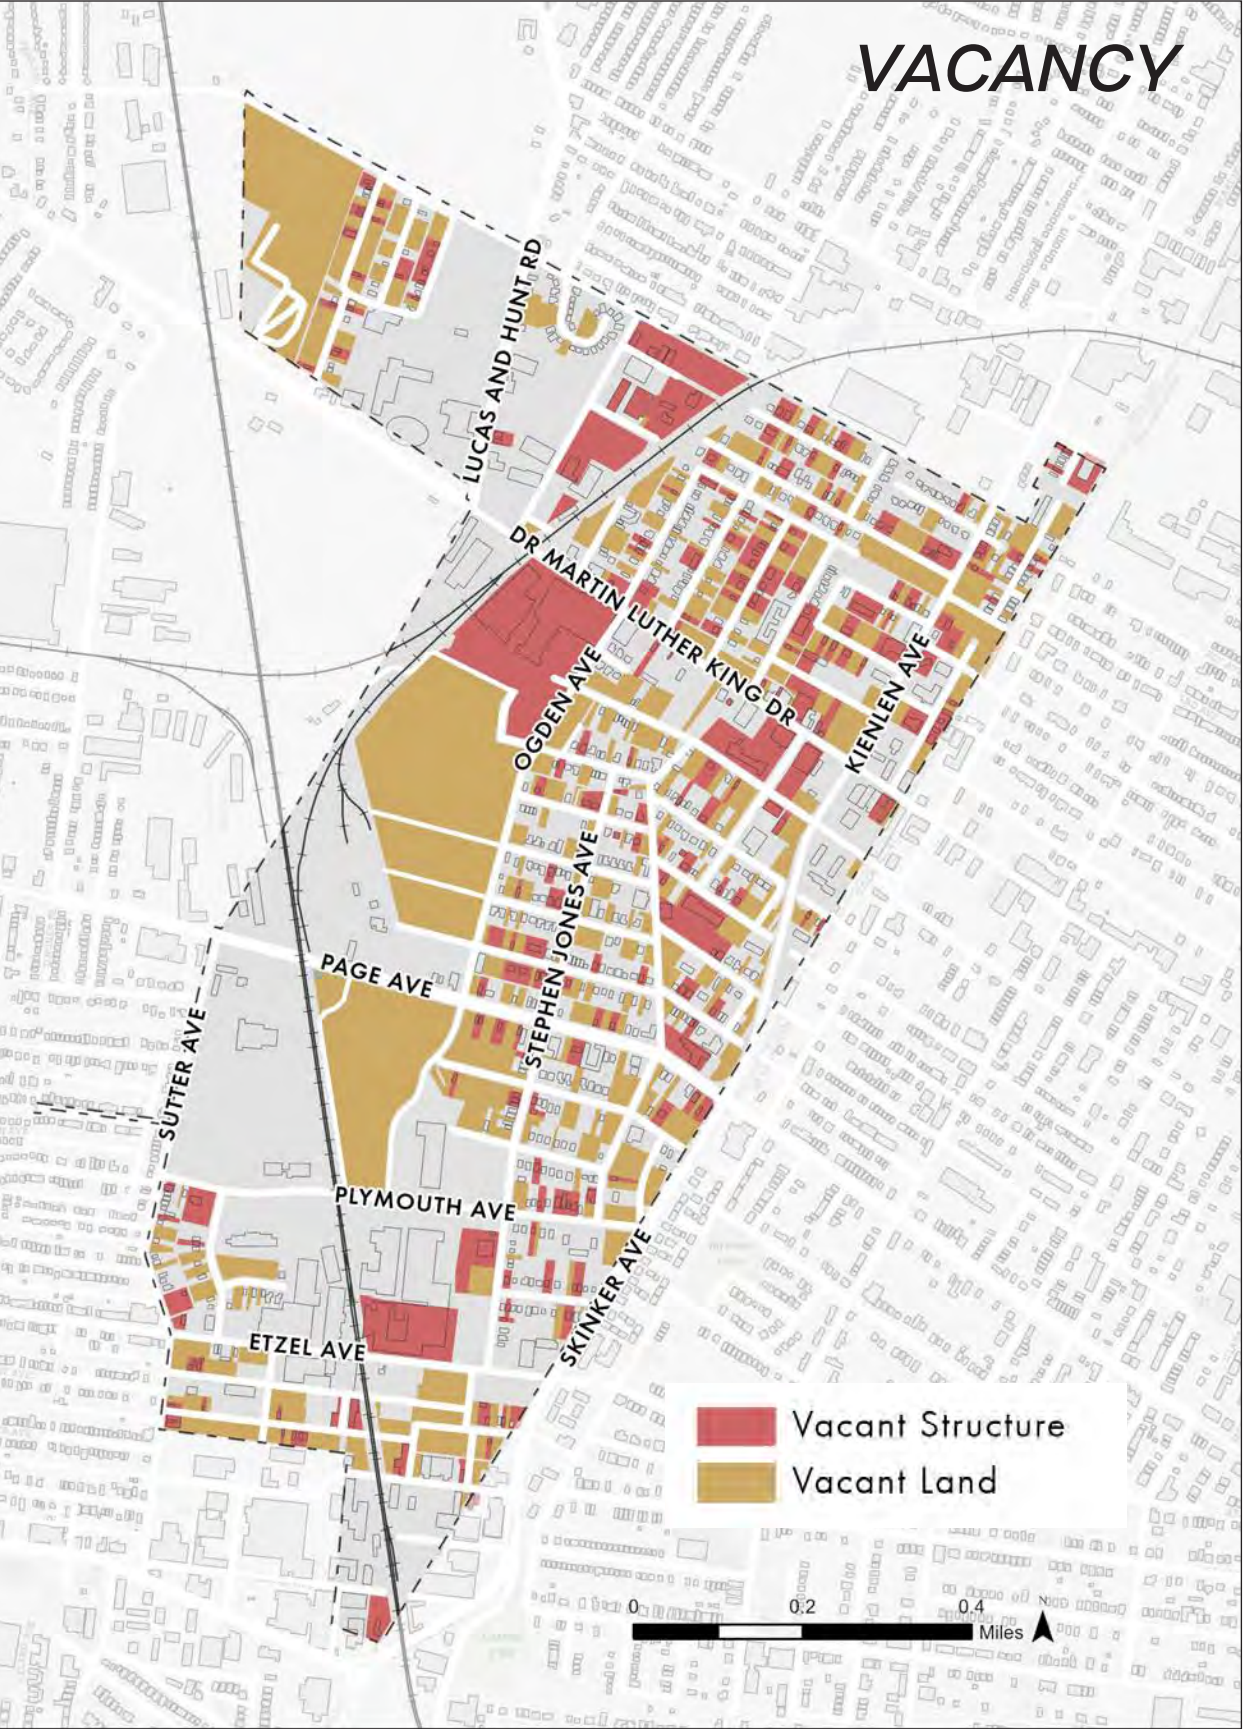 VACANCY
LUCAS AND HUNT RD
DR MARTIN LUTHER KING DR
OGDEN AVE
KIENLEN AVE
STEPHEN JONES AVE
PAGE AVE
SUTTER AVE
PLYMOUTH AVE
SKINKER AVE
ETZEL AVE
Vacant Structure
Vacant Land
0 0.2 0.4
Miles
N